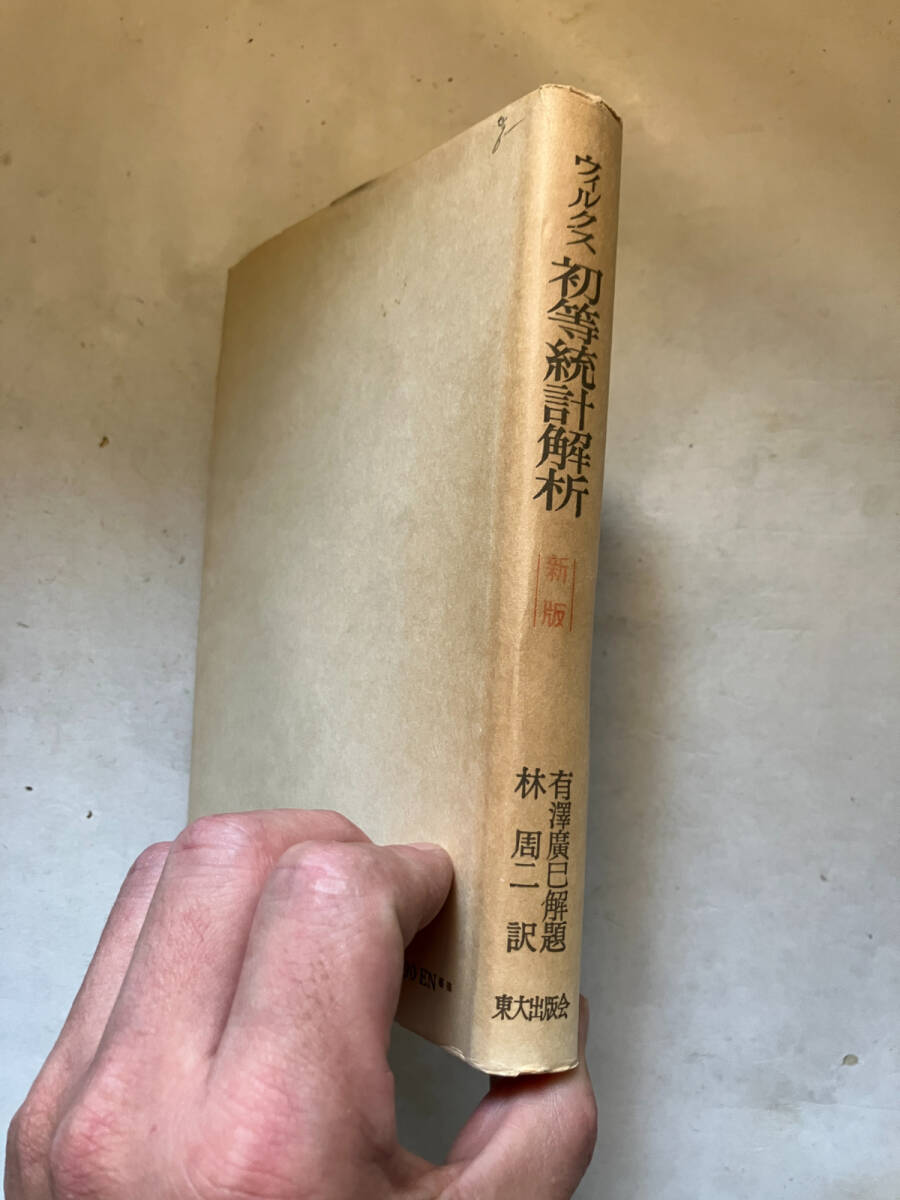 ウィルクス
初等統計解析
新版
有澤廣巳解題
林周二訳
東大出版会
EN